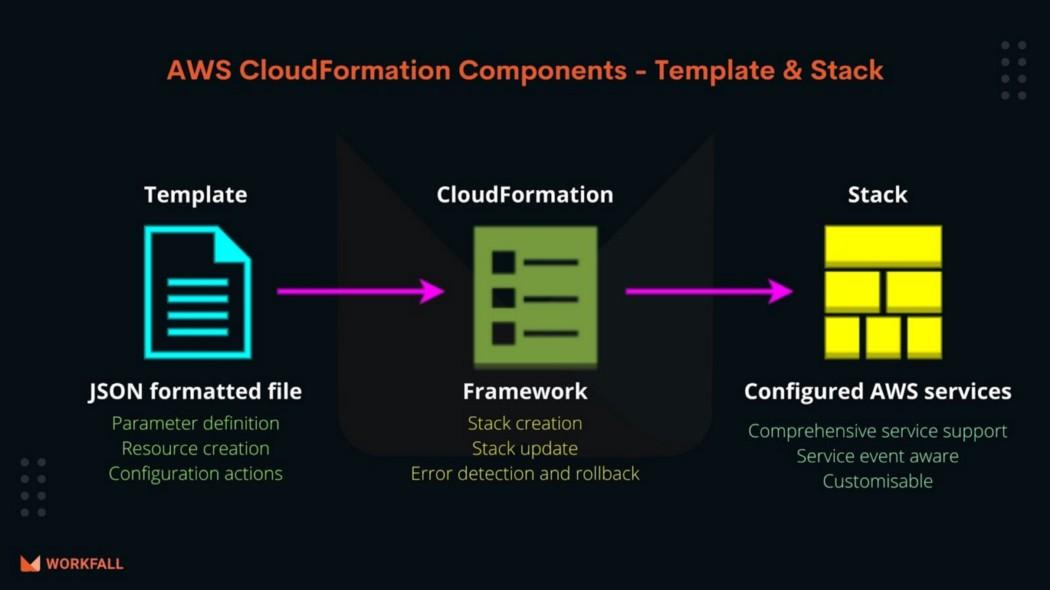 AWS CloudFormation Components - Template & Stack
Template
JSON formatted file
Parameter definition
Resource creation
Configuration actions
CloudFormation
Framework
Stack creation
Stack update
Error detection and rollback
Stack
Configured AWS services
Comprehensive service support
Service event aware
Customisable
WORKFALL